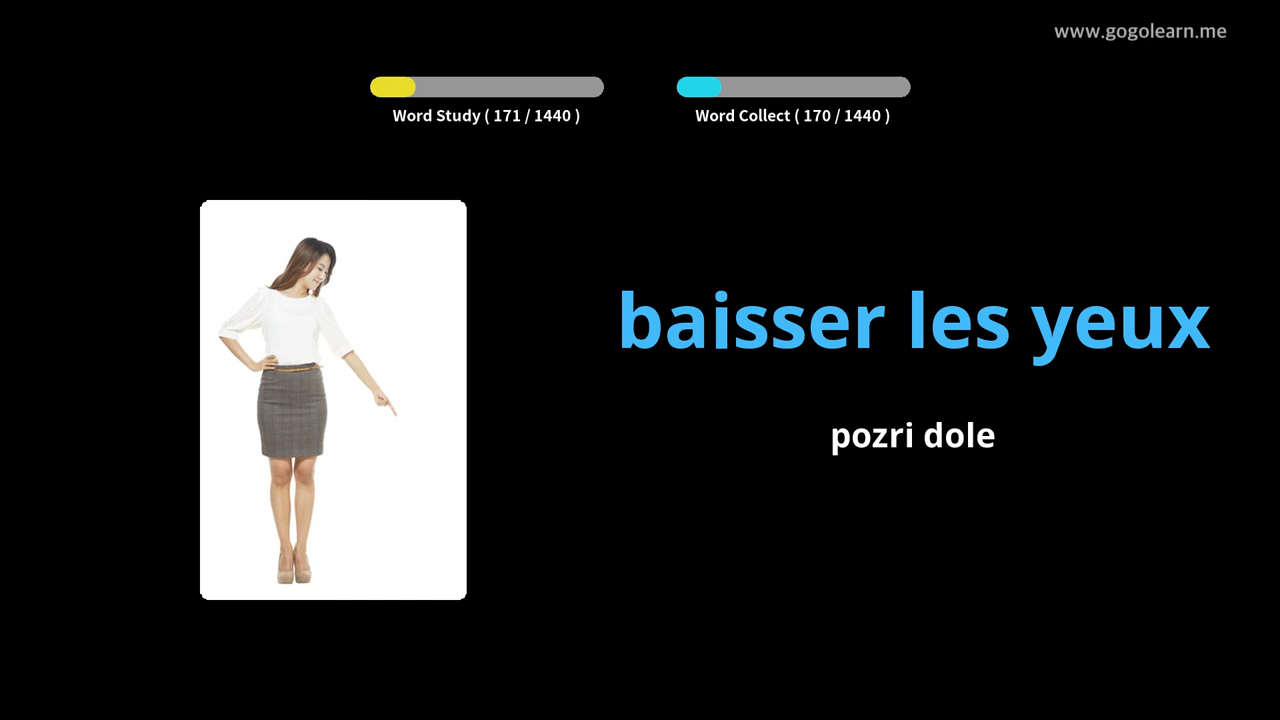 www.gogolearn.me
Word Study ( 171 / 1440 )
Word Collect ( 170 / 1440 )
baisser les yeux
pozri dole